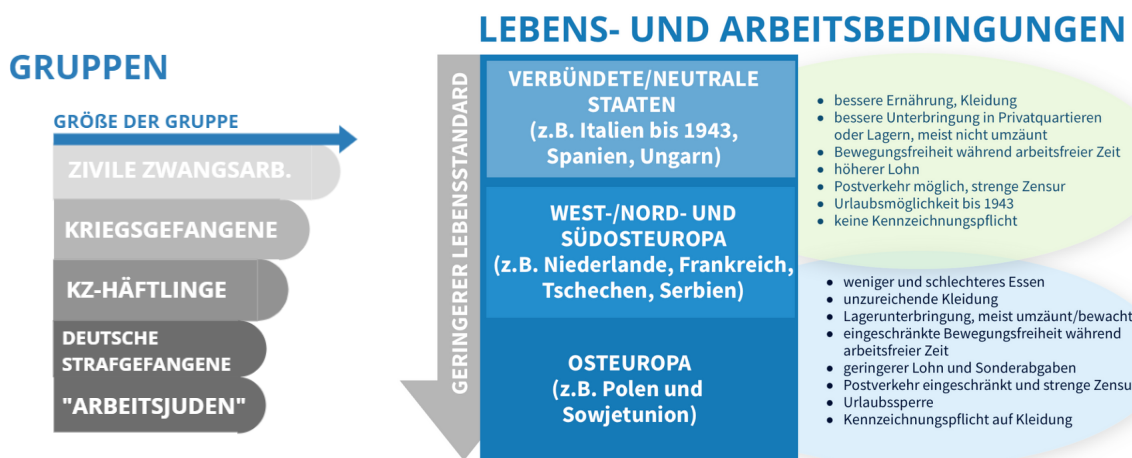 GRUPPEN
GRÖßE DER GRUPPE
ZIVILE ZWANGSARB.
KRIEGSGEFANGENE
KZ-HÄFTLINGE
DEUTSCHE
STRAFGEFANGENE
"ARBEITSJUDEN"
LEBENS- UND ARBEITSBEDINGUNGEN
GERINGERER LEBENSSTANDARD
VERBÜNDETE/NEUTRALE
STAATEN
(z.B. Italien bis 1943,
Spanien, Ungarn)
WEST-/NORD- UND
SÜDOSTEUROPA
(z.B. Niederlande, Frankreich,
Tschechen, Serbien)
OSTEUROPA
(z.B. Polen und
Sowjetunion)
• bessere Ernährung, Kleidung
• bessere Unterbringung in Privatquartieren
oder Lagern, meist nicht umzäunt
• Bewegungsfreiheit während arbeitsfreier Zeit
• höherer Lohn
• Postverkehr möglich, strenge Zensur
• Urlaubsmöglichkeit bis 1943
• keine Kennzeichnungspflicht
• weniger und schlechteres Essen
• unzureichende Kleidung
• Lagerunterbringung, meist umzäunt/bewacht
• eingeschränkte Bewegungsfreiheit während
arbeitsfreier Zeit
• geringerer Lohn und Sonderabgaben
• Postverkehr eingeschränkt und strenge Zensu
• Urlaubssperre
• Kennzeichnungspflicht auf Kleidung